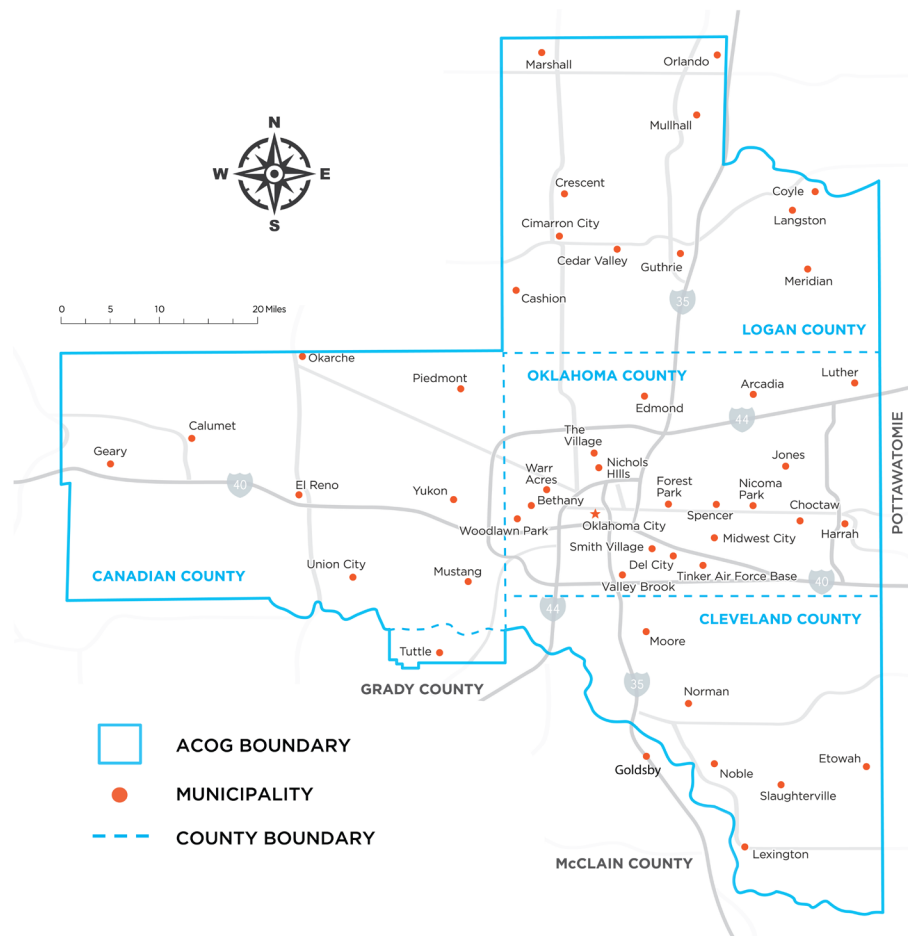 Marshall
Orlando
Mullhall
N
W
E
S
Crescent
Coyle
Langston
Cimarron City
Cedar Valley
Guthrie
Meridian
Cashion
35
0
5
10
20 Miles
LOGAN COUNTY
Okarche
Piedmont
OKLAHOMA COUNTY
Arcadia
Luther
Edmond
44
Calumet
The
Village
Geary
Nichols
HIlls
Jones
Warr
Acres
Forest
Park
Nicoma
Park
40
El Reno
Yukon
Bethany
Spencer
Choctaw
POTTAWATOMIE
Woodlawn Park
Oklahoma City
Harrah
Midwest City
Smith Village
Union City
Mustang
Del City
Tinker Air Force Base
CANADIAN COUNTY
Valley Brook
40
44
CLEVELAND COUNTY
Moore
Tuttle
GRADY COUNTY
35
Norman
ACOG BOUNDARY
Etowah
Goldsby
Noble
MUNICIPALITY
Slaughterville
COUNTY BOUNDARY
Lexington
McCLAIN COUNTY